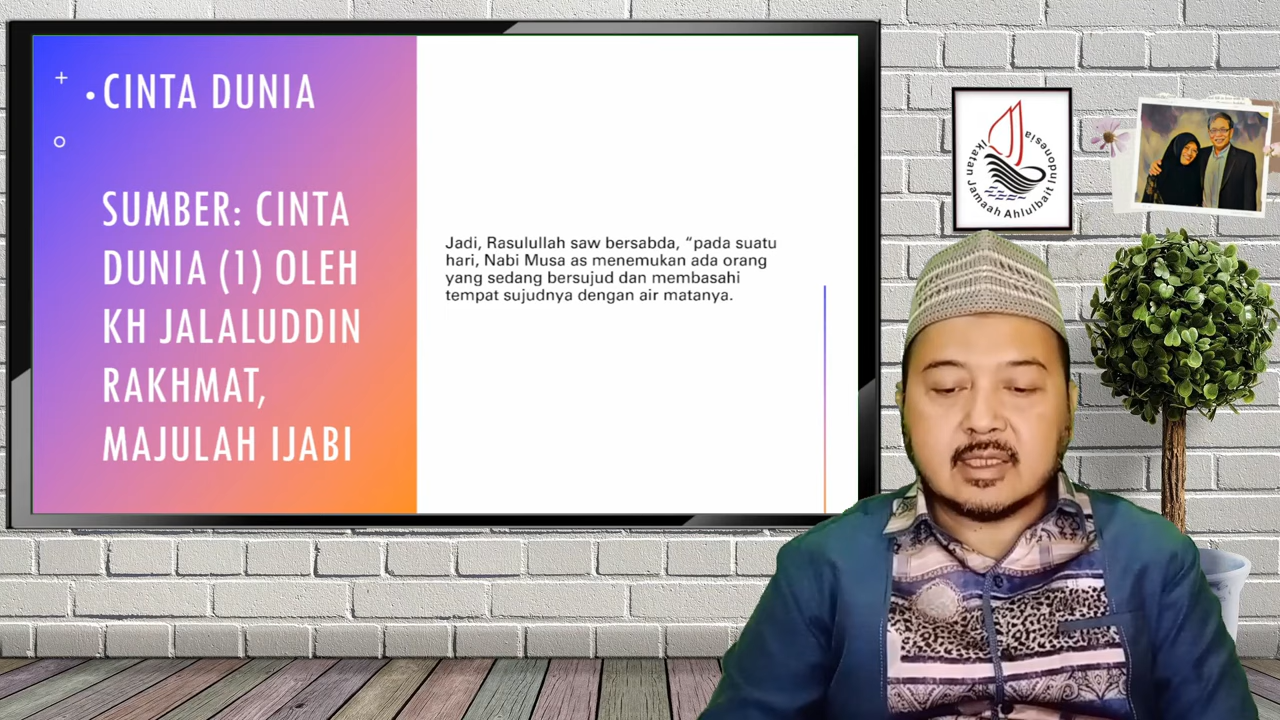 • CINTA DUNIA
SUMBER: CINTA
DUNIA (1) OLEH
KH JALALUDDIN
RAKHMAT,
MAJULAH IJABI
Jadi, Rasulullah saw bersabda, “pada suatu
hari, Nabi Musa as menemukan ada orang
yang sedang bersujud dan membasahi
tempat sujudnya dengan air matanya.
Ikatan Jamaah Ahlulbait Indonesia